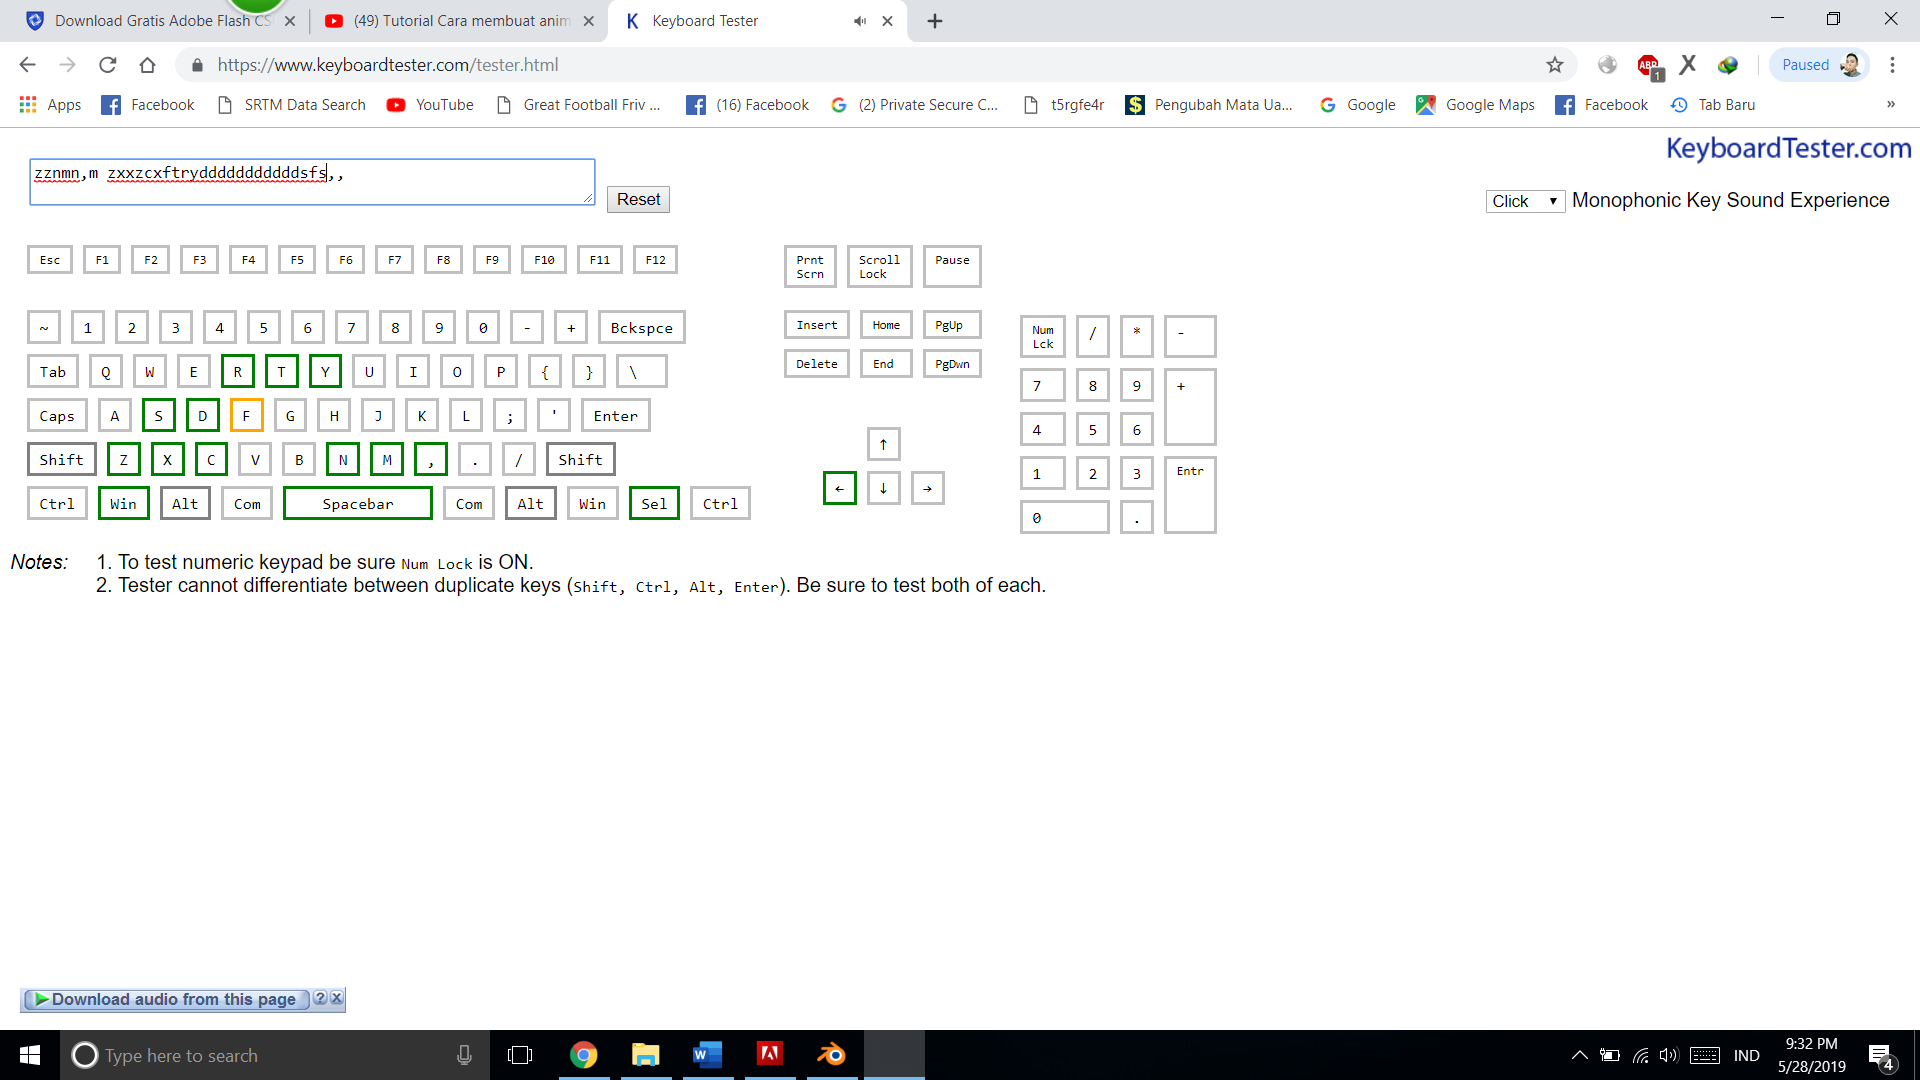 Download Gratis Adobe Flash CS
(49) Tutorial Cara membuat anim
K Keyboard Tester
https://www.keyboardtester.com/tester.html
ABP 1
X
Paused
Apps Facebook SRTM Data Search YouTube Great Football Friv ... (16) Facebook (2) Private Secure C... t5rgfe4r $ Pengubah Mata Ua... Google Google Maps Facebook Tab Baru »
KeyboardTester.com
zznmn,m zxxzcxftrydddddddddddsfs,,
Reset
Click Monophonic Key Sound Experience
Esc F1 F2 F3 F4 F5 F6 F7 F8 F9 F10 F11 F12
Prnt Scrn Scroll Lock Pause
~ 1 2 3 4 5 6 7 8 9 0 - + Bckspce
Insert Home PgUp
Num Lck / * -
Tab Q W E R T Y U I O P { } \
Delete End PgDwn
7 8 9 +
Caps A S D F G H J K L ; ' Enter
4 5 6
Shift Z X C V B N M , . / Shift
↑
1 2 3 Entr
Ctrl Win Alt Com Spacebar Com Alt Win Sel Ctrl
← ↓ →
0 .
Notes: 1. To test numeric keypad be sure Num Lock is ON.
2. Tester cannot differentiate between duplicate keys (Shift, Ctrl, Alt, Enter). Be sure to test both of each.
Download audio from this page ? X
Type here to search
W
IND
9:32 PM
5/28/2019
4